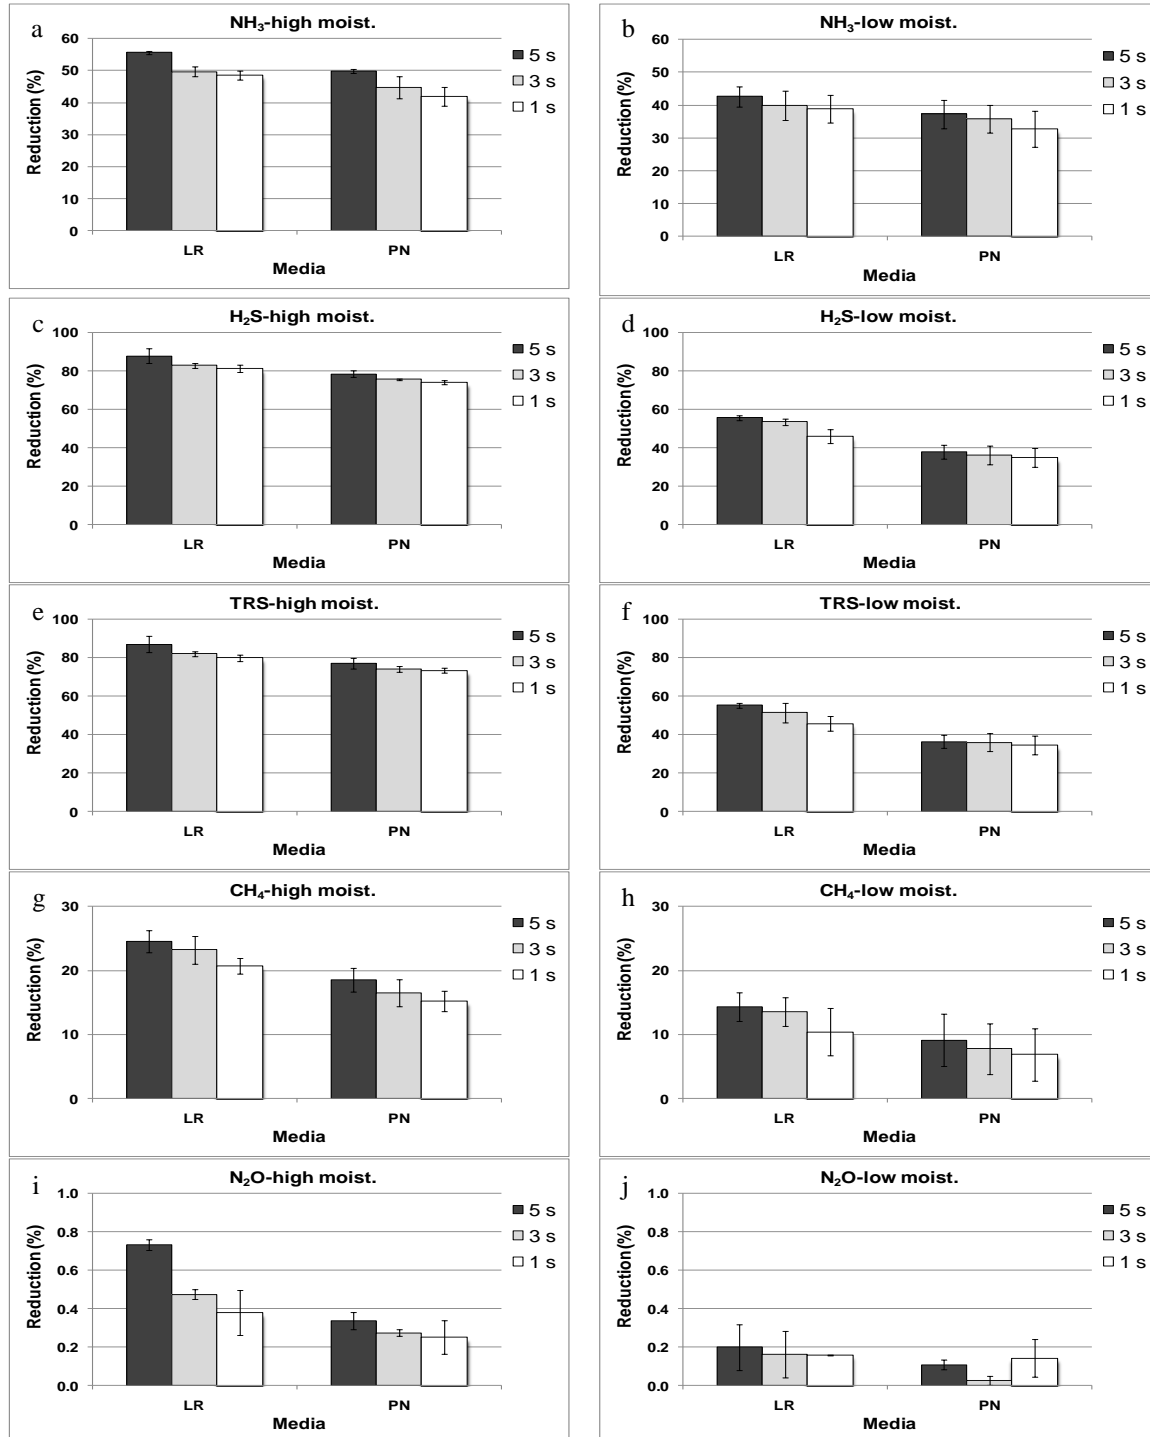 a
NH₃-high moist.
60
50
40
30
20
10
0
Reduction (%)
LR
PN
Media
5 s
3 s
1 s
b
NH₃-low moist.
60
50
40
30
20
10
0
Reduction (%)
LR
PN
Media
5 s
3 s
1 s
c
H₂S-high moist.
100
80
60
40
20
0
Reduction (%)
LR
PN
Media
5 s
3 s
1 s
d
H₂S-low moist.
100
80
60
40
20
0
Reduction (%)
LR
PN
Media
5 s
3 s
1 s
e
TRS-high moist.
100
80
60
40
20
0
Reduction (%)
LR
PN
Media
5 s
3 s
1 s
f
TRS-low moist.
100
80
60
40
20
0
Reduction (%)
LR
PN
Media
5 s
3 s
1 s
g
CH₄-high moist.
30
20
10
0
Reduction (%)
LR
PN
Media
5 s
3 s
1 s
h
CH₄-low moist.
30
20
10
0
Reduction (%)
LR
PN
Media
5 s
3 s
1 s
i
N₂O-high moist.
1.0
0.8
0.6
0.4
0.2
0.0
Reduction (%)
LR
PN
Media
5 s
3 s
1 s
j
N₂O-low moist.
1.0
0.8
0.6
0.4
0.2
0.0
Reduction (%)
LR
PN
Media
5 s
3 s
1 s